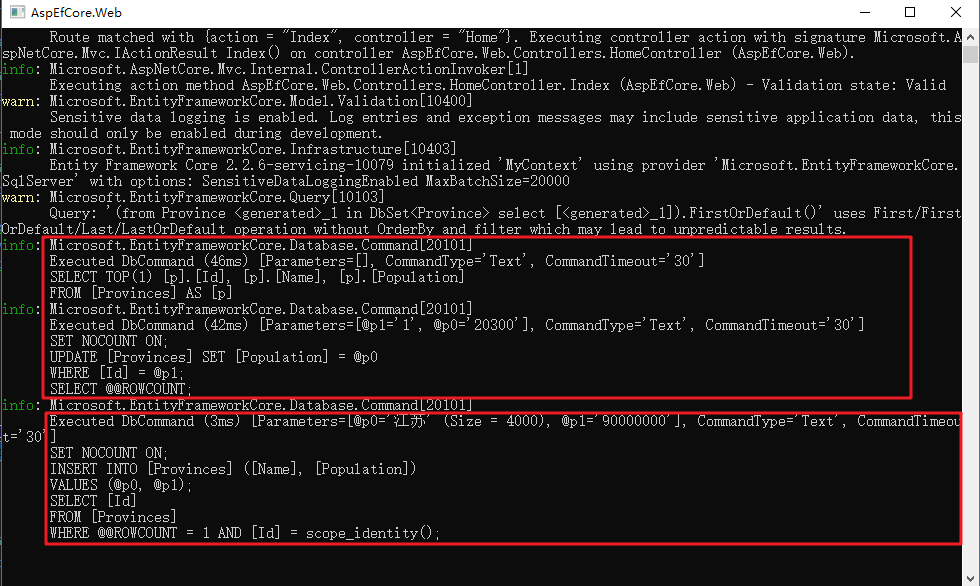 AspEfCore.Web
Route matched with {action = "Index", controller = "Home"}. Executing controller action with signature Microsoft.A
spNetCore.Mvc.IActionResult Index() on controller AspEfCore.Web.Controllers.HomeController (AspEfCore.Web).
info: Microsoft.AspNetCore.Mvc.Internal.ControllerActionInvoker[1]
Executing action method AspEfCore.Web.Controllers.HomeController.Index (AspEfCore.Web) - Validation state: Valid
warn: Microsoft.EntityFrameworkCore.Model.Validation[10400]
Sensitive data logging is enabled. Log entries and exception messages may include sensitive application data, this
mode should only be enabled during development.
info: Microsoft.EntityFrameworkCore.Infrastructure[10403]
Entity Framework Core 2.2.6-servicing-10079 initialized 'MyContext' using provider 'Microsoft.EntityFrameworkCore.
SqlServer' with options: SensitiveDataLoggingEnabled MaxBatchSize=20000
warn: Microsoft.EntityFrameworkCore.Query[10103]
Query: '(from Province <generated>_1 in DbSet<Province> select [<generated>_1]).FirstOrDefault()' uses First/First
OrDefault/Last/LastOrDefault operation without OrderBy and filter which may lead to unpredictable results.
info: Microsoft.EntityFrameworkCore.Database.Command[20101]
Executed DbCommand (46ms) [Parameters=[], CommandType='Text', CommandTimeout='30']
SELECT TOP(1) [p].[Id], [p].[Name], [p].[Population]
FROM [Provinces] AS [p]
info: Microsoft.EntityFrameworkCore.Database.Command[20101]
Executed DbCommand (42ms) [Parameters=[@p1='1', @p0='20300'], CommandType='Text', CommandTimeout='30']
SET NOCOUNT ON;
UPDATE [Provinces] SET [Population] = @p0
WHERE [Id] = @p1;
SELECT @@ROWCOUNT;
info: Microsoft.EntityFrameworkCore.Database.Command[20101]
Executed DbCommand (3ms) [Parameters=[@p0='江苏' (Size = 4000), @p1='90000000'], CommandType='Text', CommandTimeou
t='30']
SET NOCOUNT ON;
INSERT INTO [Provinces] ([Name], [Population])
VALUES (@p0, @p1);
SELECT [Id]
FROM [Provinces]
WHERE @@ROWCOUNT = 1 AND [Id] = scope_identity();